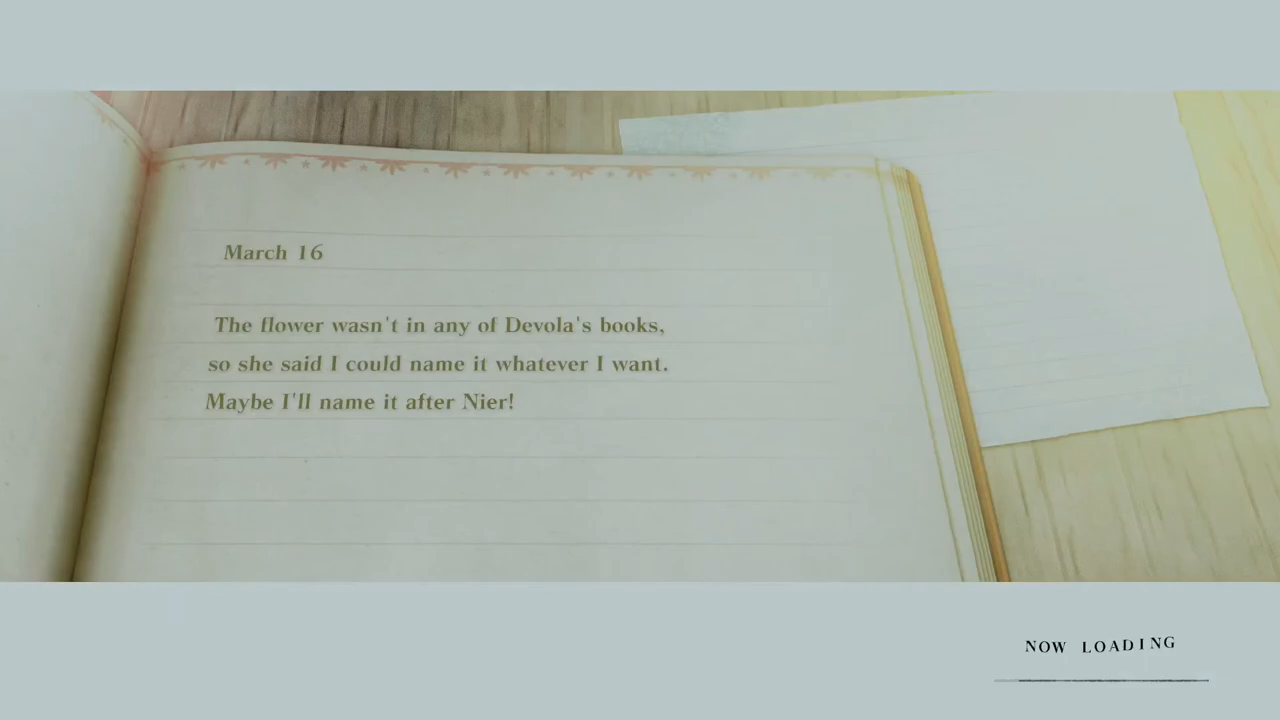 March 16
The flower wasn't in any of Devola's books,
so she said I could name it whatever I want.
Maybe I'll name it after Nier!
NOW LOADING